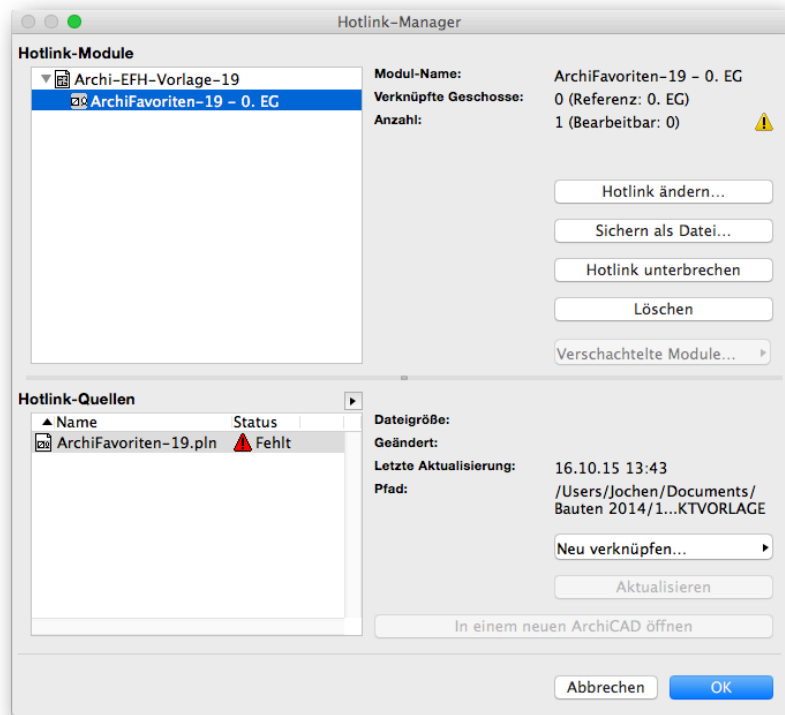 Hotlink-Manager
Hotlink-Module
Archi-EFH-Vorlage-19
ArchiFavoriten-19 – 0. EG
Modul-Name: ArchiFavoriten-19 – 0. EG
Verknüpfte Geschosse: 0 (Referenz: 0. EG)
Anzahl: 1 (Bearbeitbar: 0)
Hotlink ändern...
Sichern als Datei...
Hotlink unterbrechen
Löschen
Verschachtelte Module...
Hotlink-Quellen
Name Status
ArchiFavoriten-19.pln Fehlt
Dateigröße:
Geändert:
Letzte Aktualisierung: 16.10.15 13:43
Pfad: /Users/Jochen/Documents/
Bauten 2014/1...KTVORLAGE
Neu verknüpfen...
Aktualisieren
In einem neuen ArchiCAD öffnen
Abbrechen OK